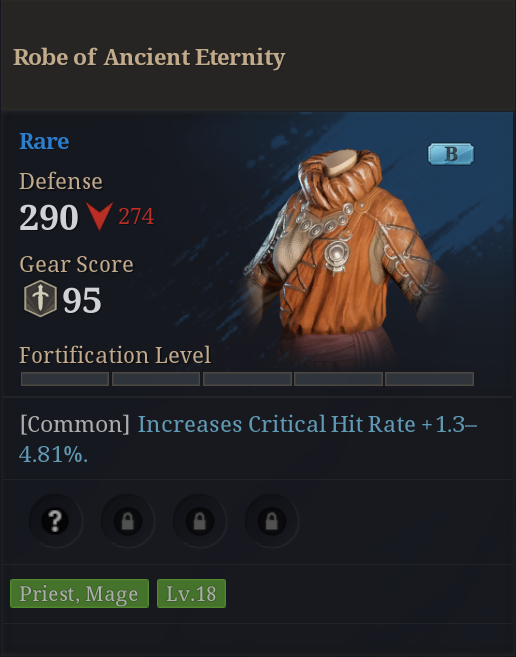 Robe of Ancient Eternity
Rare
B
Defense
290 274
Gear Score
95
Fortification Level
[Common] Increases Critical Hit Rate +1.3–
4.81%.
?
Priest, Mage Lv.18